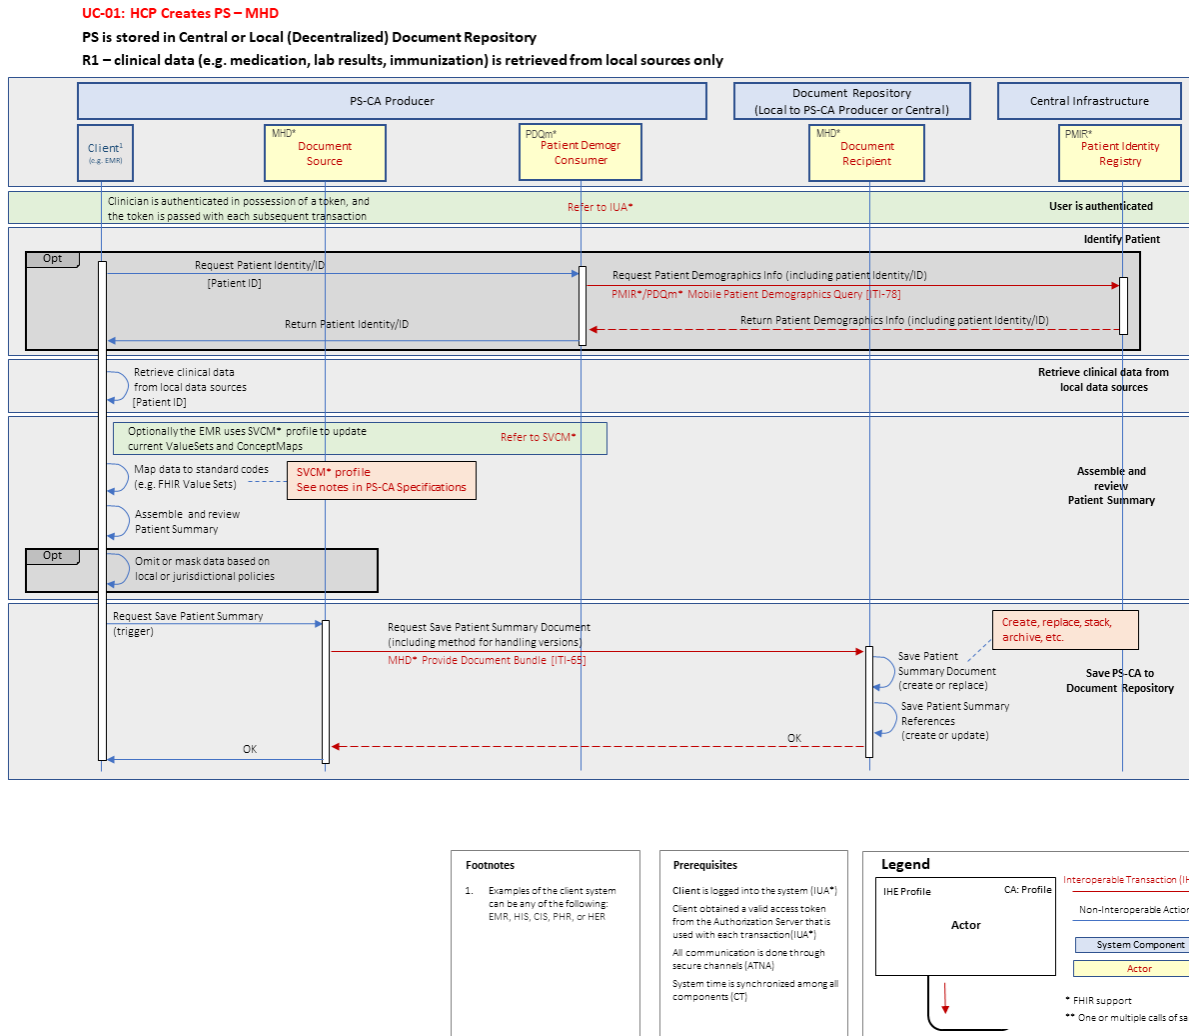 UC-01: HCP Creates PS – MHD
PS is stored in Central or Local (Decentralized) Document Repository
R1 – clinical data (e.g. medication, lab results, immunization) is retrieved from local sources only
PS-CA Producer
Document Repository
(Local to PS-CA Producer or Central)
Central Infrastructure
Client1
(e.g. EMR)
MHD*
Document
Source
PDQm*
Patient Demogr
Consumer
MHD*
Document
Recipient
PMIR*
Patient Identity
Registry
Clinician is authenticated in possession of a token, and
the token is passed with each subsequent transaction
Refer to IUA*
User is authenticated
Identify Patient
Opt
Request Patient Identity/ID
[Patient ID]
Request Patient Demographics Info (including patient Identity/ID)
PMIR*/PDQm* Mobile Patient Demographics Query [ITI-78]
Return Patient Identity/ID
Return Patient Demographics Info (including patient Identity/ID)
Retrieve clinical data
from local data sources
[Patient ID]
Retrieve clinical data from
local data sources
Optionally the EMR uses SVCM* profile to update
current ValueSets and ConceptMaps
Refer to SVCM*
Map data to standard codes
(e.g. FHIR Value Sets)
SVCM* profile
See notes in PS-CA Specifications
Assemble and
review
Patient Summary
Assemble and review
Patient Summary
Opt
Omit or mask data based on
local or jurisdictional policies
Request Save Patient Summary
(trigger)
Request Save Patient Summary Document
(including method for handling versions)
MHD* Provide Document Bundle [ITI-65]
Create, replace, stack,
archive, etc.
Save Patient
Summary Document
(create or replace)
Save PS-CA to
Document Repository
Save Patient Summary
References
(create or update)
OK
OK
Footnotes
1. Examples of the client system
can be any of the following:
EMR, HIS, CIS, PHR, or HER
Prerequisites
Client is logged into the system (IUA*)
Client obtained a valid access token
from the Authorization Server that is
used with each transaction(IUA*)
All communication is done through
secure channels (ATNA)
System time is synchronized among all
components (CT)
Legend
IHE Profile
CA: Profile
Actor
Interoperable Transaction (IH
Non-Interoperable Action
System Component
Actor
* FHIR support
** One or multiple calls of sa